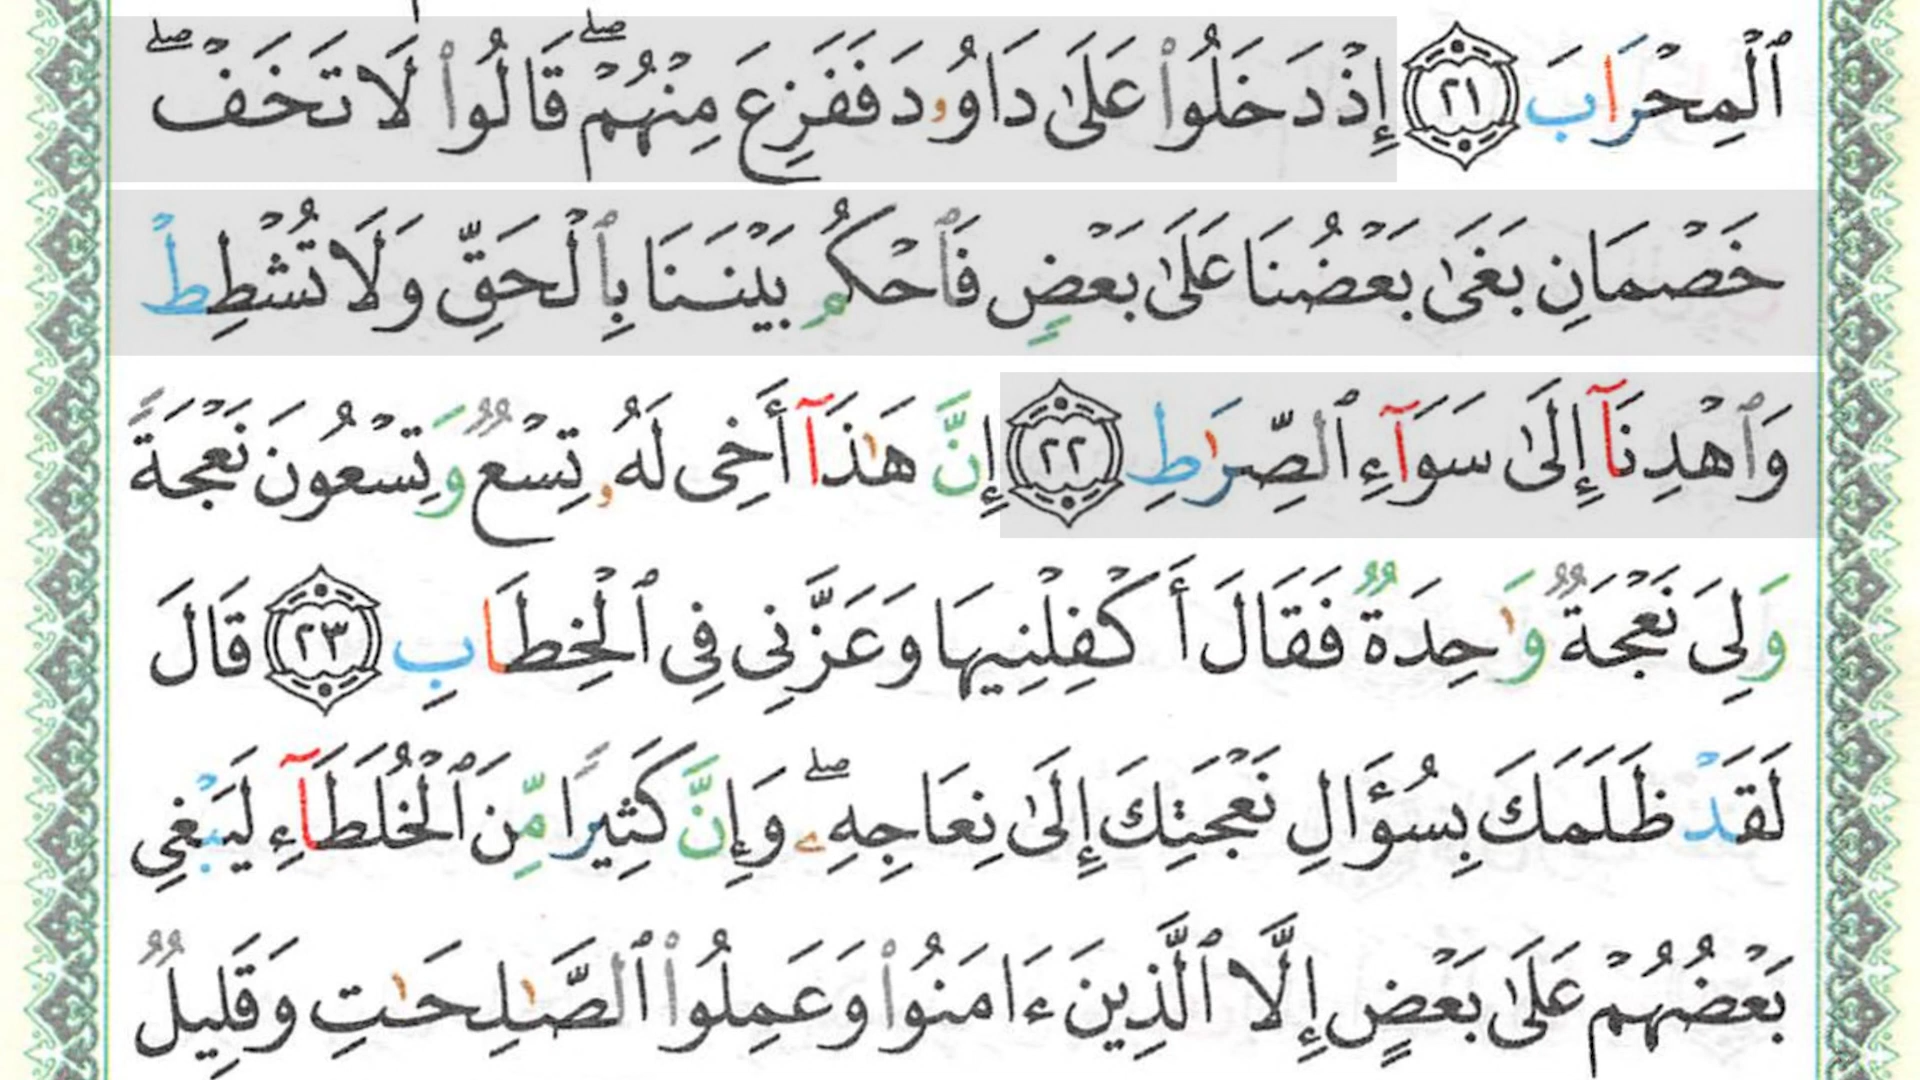 ٱلۡمِحۡرَابَ ٢١ إِذۡ دَخَلُواْ عَلَىٰ دَاوُۥدَ فَفَزِعَ مِنۡهُمۡۖ قَالُواْ لَا تَخَفۡۖ
خَصۡمَانِ بَغَىٰ بَعۡضُنَا عَلَىٰ بَعۡضٖ فَٱحۡكُم بَيۡنَنَا بِٱلۡحَقِّ وَلَا تُشۡطِطۡ
وَٱهۡدِنَآ إِلَىٰ سَوَآءِ ٱلصِّرَٰطِ ٢٢ إِنَّ هَٰذَآ أَخِي لَهُۥ تِسۡعٞ وَتِسۡعُونَ نَعۡجَةٗ
وَلِيَ نَعۡجَةٞ وَٰحِدَةٞ فَقَالَ أَكۡفِلۡنِيهَا وَعَزَّنِي فِي ٱلۡخِطَابِ ٢٣ قَالَ
لَقَدۡ ظَلَمَكَ بِسُؤَالِ نَعۡجَتِكَ إِلَىٰ نِعَاجِهِۦۖ وَإِنَّ كَثِيرٗا مِّنَ ٱلۡخُلَطَآءِ لَيَبۡغِي
بَعۡضُهُمۡ عَلَىٰ بَعۡضٍ إِلَّا ٱلَّذِينَ ءَامَنُواْ وَعَمِلُواْ ٱلصَّٰلِحَٰتِ وَقَلِيلٞ